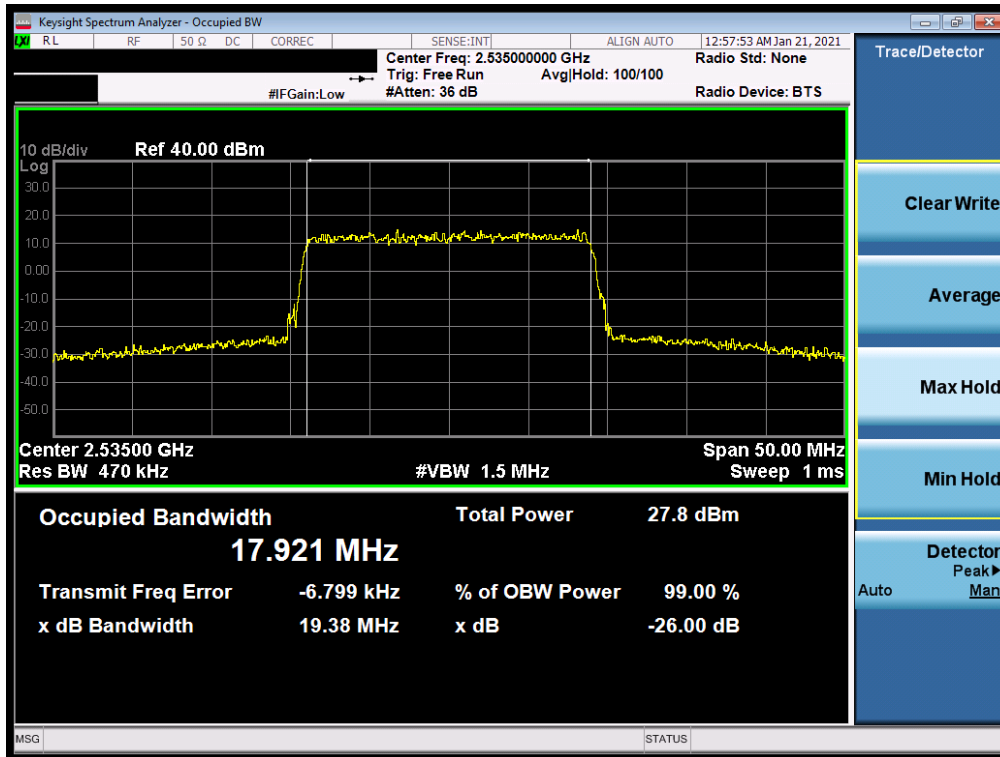 Keysight Spectrum Analyzer - Occupied BW
LXI RL RF 50 Ω DC CORREC SENSE:INT ALIGN AUTO 12:57:53 AM Jan 21, 2021
Center Freq: 2.535000000 GHz Radio Std: None
Trig: Free Run Avg|Hold: 100/100
#IFGain:Low #Atten: 36 dB Radio Device: BTS
10 dB/div Ref 40.00 dBm
Log
30.0
20.0
10.0
0.00
-10.0
-20.0
-30.0
-40.0
-50.0
Center 2.53500 GHz Span 50.00 MHz
Res BW 470 kHz #VBW 1.5 MHz Sweep 1 ms
Occupied Bandwidth Total Power 27.8 dBm
17.921 MHz
Transmit Freq Error -6.799 kHz % of OBW Power 99.00 %
x dB Bandwidth 19.38 MHz x dB -26.00 dB
MSG STATUS
Trace/Detector
Clear Write
Average
Max Hold
Min Hold
Detector
Peak▶
Auto Man